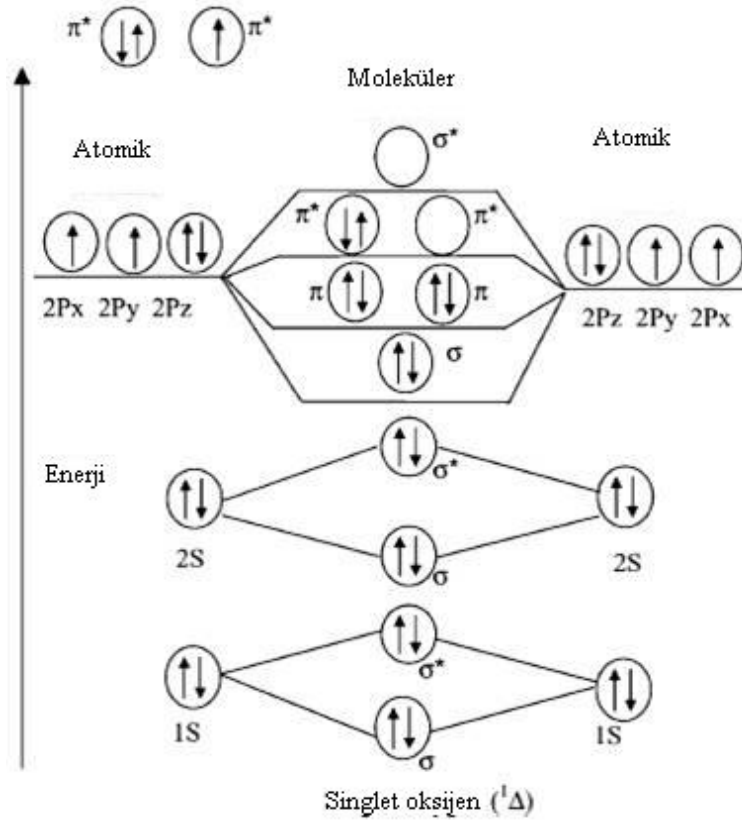 π* π*
Moleküler
Atomik σ* Atomik
π* π*
π π
2Px 2Py 2Pz 2Pz 2Py 2Px
σ
Enerji σ*
2S σ 2S
σ*
1S σ 1S
Singlet oksijen (¹Δ)